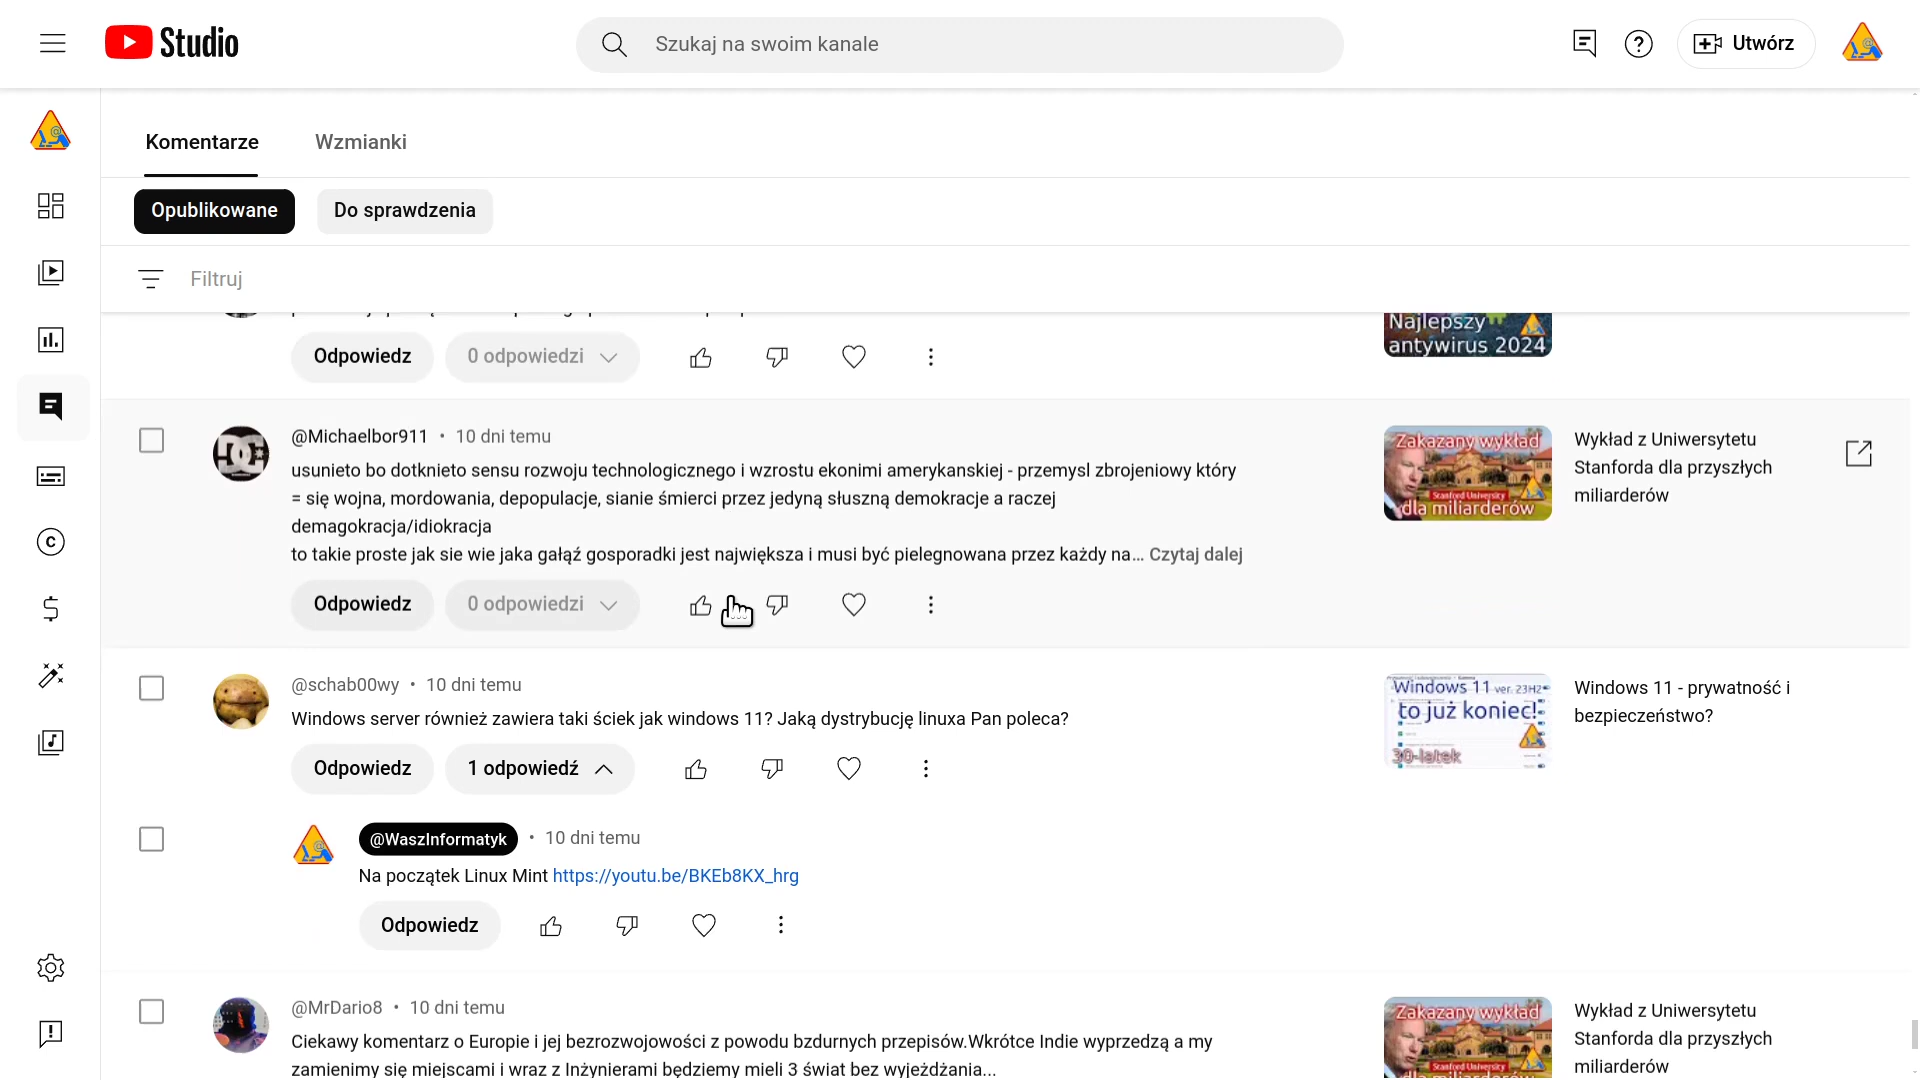 Studio
Szukaj na swoim kanale
Utwórz
Komentarze
Wzmianki
Opublikowane
Do sprawdzenia
Filtruj
Odpowiedz
0 odpowiedzi
Najlepszy
antywirus 2024
@Michaelbor911 • 10 dni temu
usunieto bo dotknieto sensu rozwoju technologicznego i wzrostu ekonimi amerykanskiej - przemysl zbrojeniowy który
= się wojna, mordowania, depopulacje, sianie śmierci przez jedyną słuszną demokracje a raczej
demagokracja/idiokracja
to takie proste jak sie wie jaka gałąź gosporadki jest największa i musi być pielegnowana przez każdy na... Czytaj dalej
Odpowiedz
0 odpowiedzi
Zakazany wykład
Stanford University
dla miliarderów
Wykład z Uniwersytetu
Stanforda dla przyszłych
miliarderów
@schab00wy • 10 dni temu
Windows server również zawiera taki ściek jak windows 11? Jaką dystrybucję linuxa Pan poleca?
Odpowiedz
1 odpowiedź
Windows 11 ver. 23H2
to już koniec!
30-latek
Windows 11 - prywatność i
bezpieczeństwo?
@WaszInformatyk • 10 dni temu
Na początek Linux Mint https://youtu.be/BKEb8KX_hrg
Odpowiedz
@MrDario8 • 10 dni temu
Ciekawy komentarz o Europie i jej bezrozwojowości z powodu bzdurnych przepisów.Wkrótce Indie wyprzedzą a my
zamienimy się miejscami i wraz z Inżynierami będziemy mieli 3 świat bez wyjeżdżania...
Zakazany wykład
Stanford University
dla miliarderów
Wykład z Uniwersytetu
Stanforda dla przyszłych
miliarderów